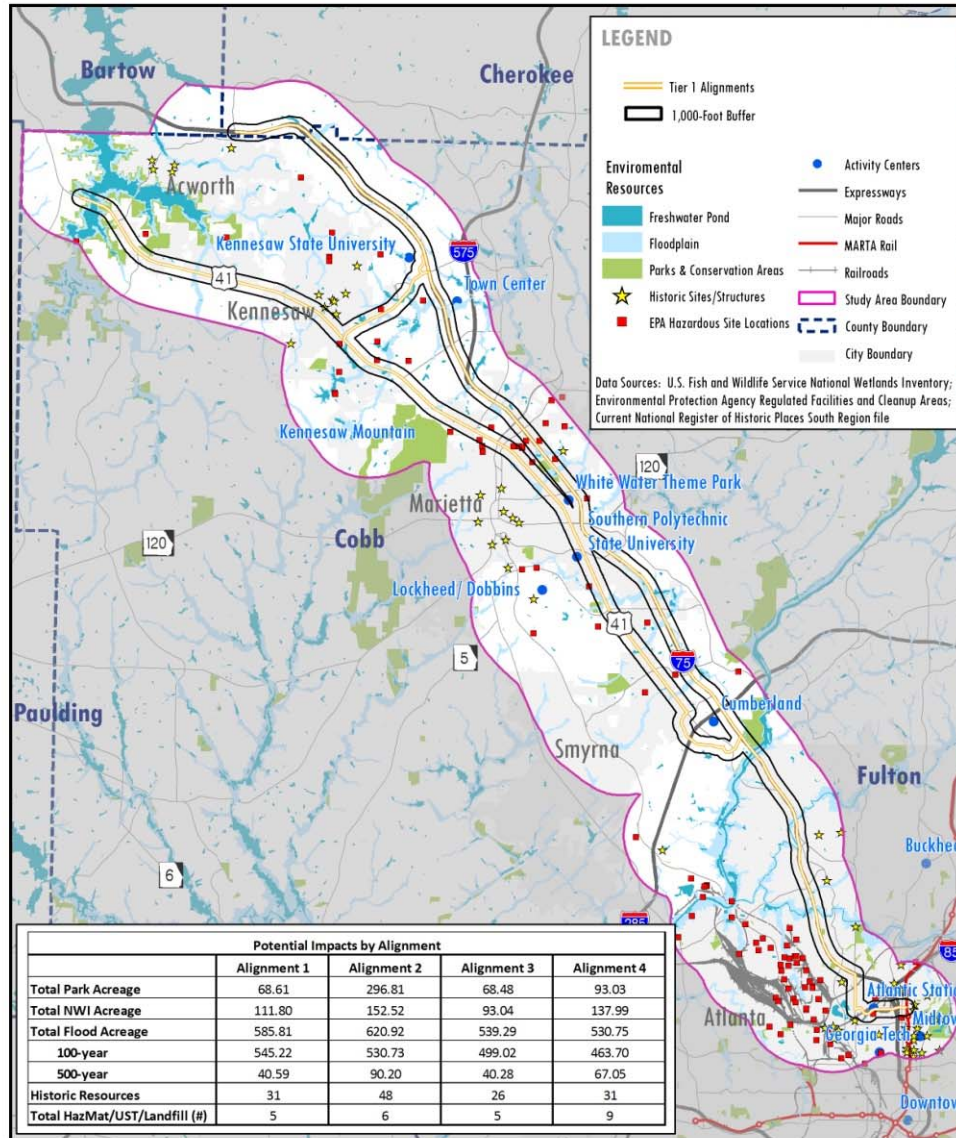 Bartow
Cherokee
Acworth
Kennesaw State University
575
Town Center
41
Kennesaw
Kennesaw Mountain
120
White Water Theme Park
Marietta
Southern Polytechnic
State University
120
Cobb
Lockheed/ Dobbins
41
5
75
Cumberland
Paulding
Smyrna
Fulton
6
285
85
Atlantic Statio
Atlanta
Midtow
Georgia Tech
Downtow
LEGEND
Tier 1 Alignments
1,000-Foot Buffer
Enviromental
Resources
Freshwater Pond
Floodplain
Parks & Conservation Areas
Historic Sites/Structures
EPA Hazardous Site Locations
Activity Centers
Expressways
Major Roads
MARTA Rail
Railroads
Study Area Boundary
County Boundary
City Boundary
Data Sources: U.S. Fish and Wildlife Service National Wetlands Inventory;
Environmental Protection Agency Regulated Facilities and Cleanup Areas;
Current National Register of Historic Places South Region file
Potential Impacts by Alignment
Alignment 1 Alignment 2 Alignment 3 Alignment 4
Total Park Acreage 68.61 296.81 68.48 93.03
Total NWI Acreage 111.80 152.52 93.04 137.99
Total Flood Acreage 585.81 620.92 539.29 530.75
100-year 545.22 530.73 499.02 463.70
500-year 40.59 90.20 40.28 67.05
Historic Resources 31 48 26 31
Total HazMat/UST/Landfill (#) 5 6 5 9